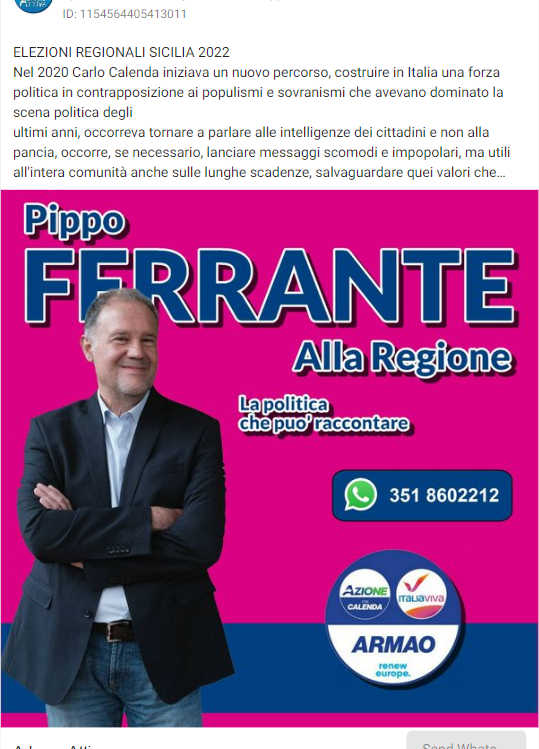 ID: 1154564405413011
ELEZIONI REGIONALI SICILIA 2022
Nel 2020 Carlo Calenda iniziava un nuovo percorso, costruire in Italia una forza
politica in contrapposizione ai populismi e sovranismi che avevano dominato la
scena politica degli
ultimi anni, occorreva tornare a parlare alle intelligenze dei cittadini e non alla
pancia, occorre, se necessario, lanciare messaggi scomodi e impopolari, ma utili
all'intera comunità anche sulle lunghe scadenze, salvaguardare quei valori che...
Pippo
FERRANTE
Alla Regione
La politica
che puo' raccontare
351 8602212
AZIONE
CALENDA
ITALIAVIVA
ARMAO
renew
europe.